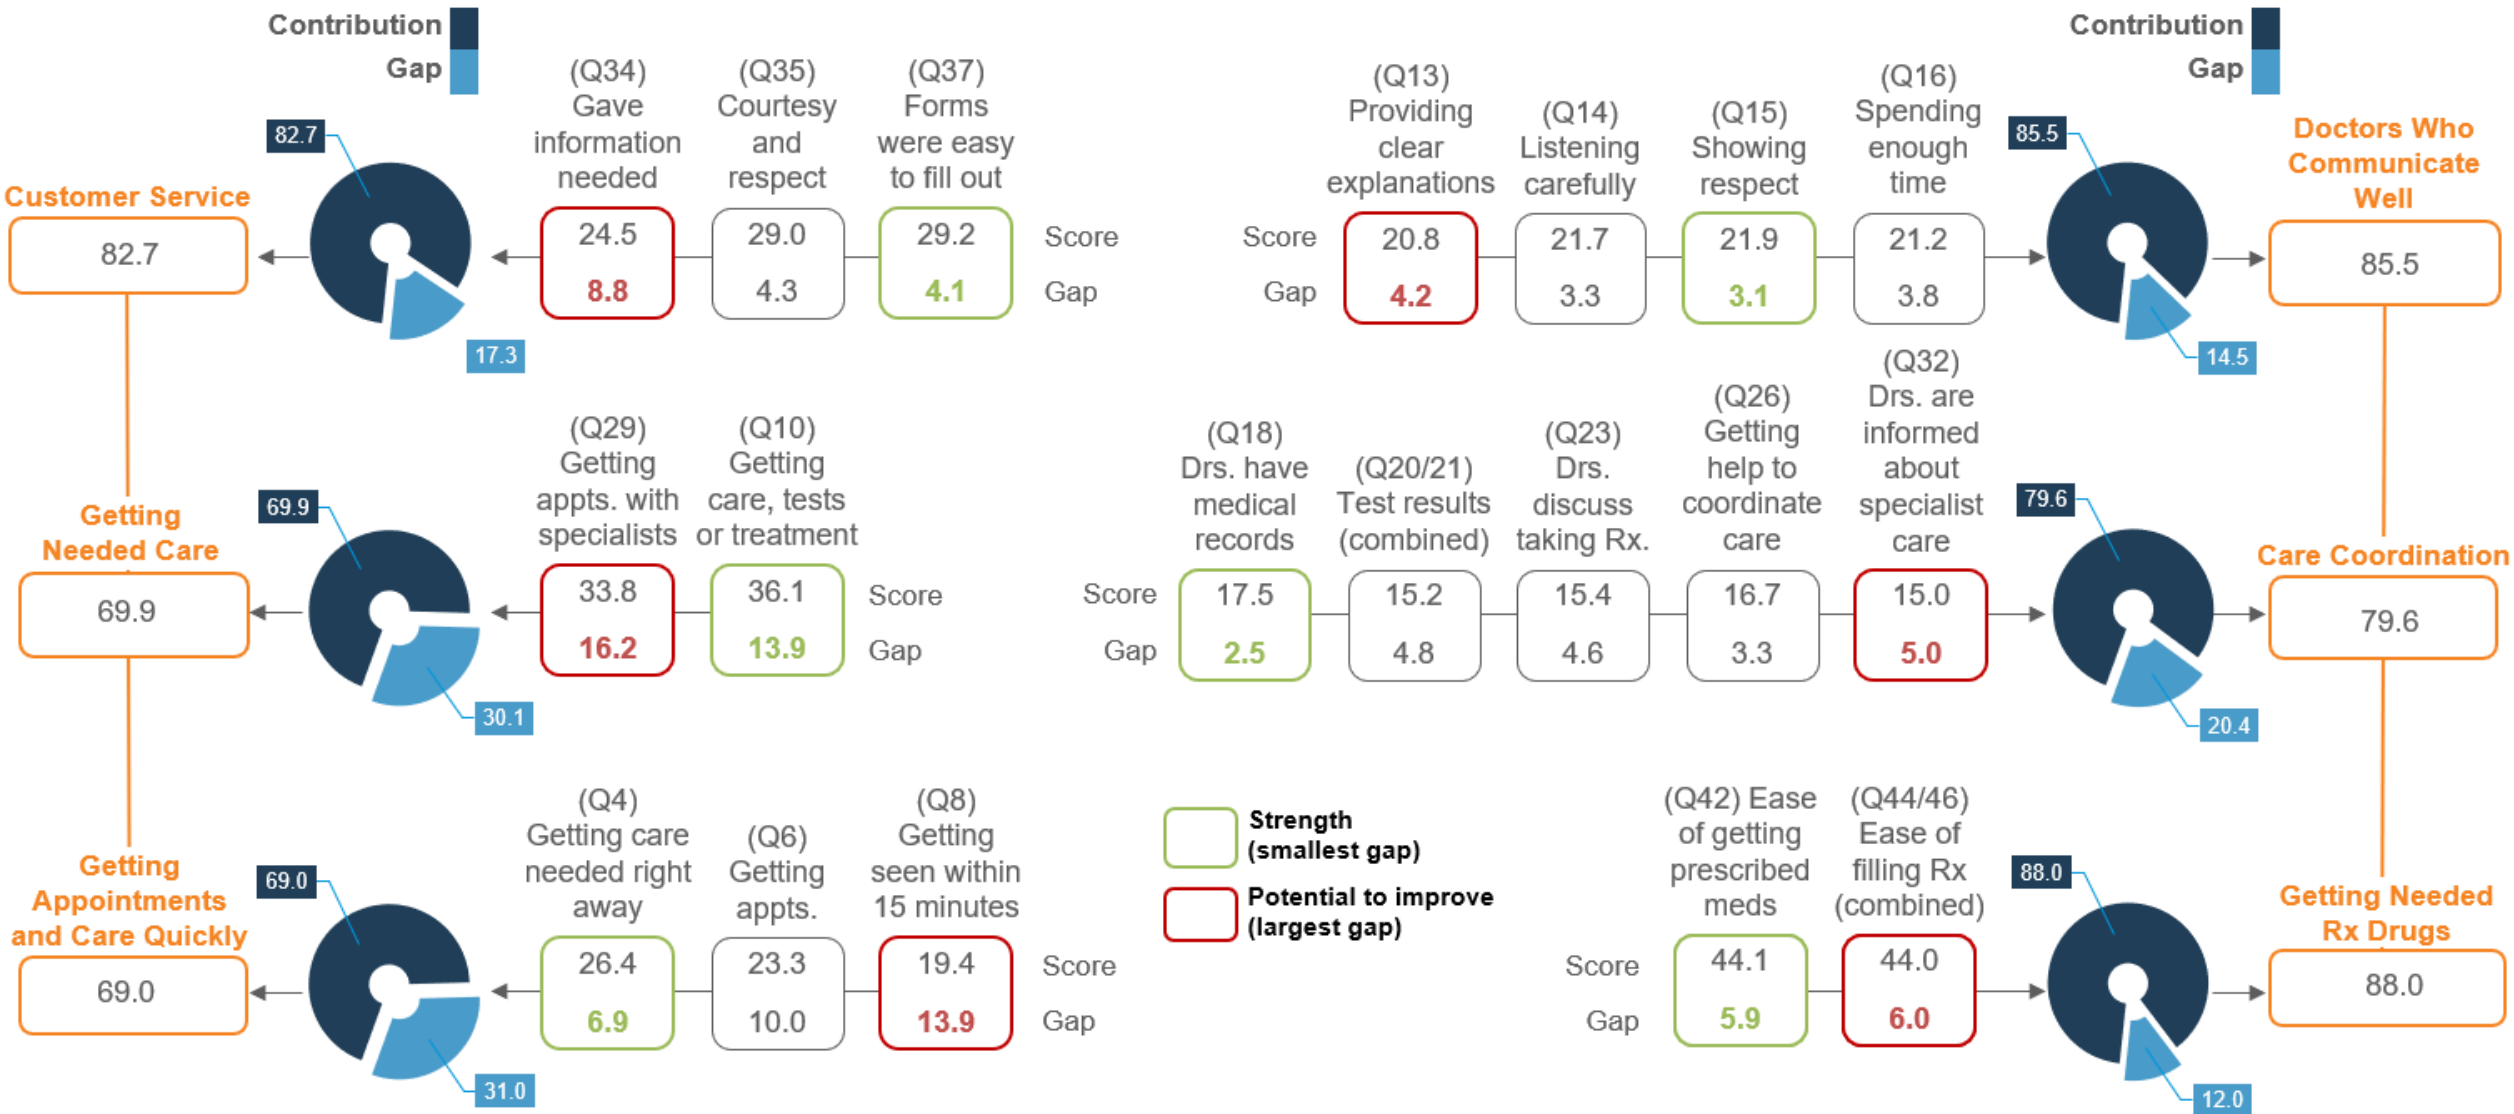 Contribution
Gap
82.7
17.3
Customer Service
82.7
(Q34)
Gave
information
needed
24.5
8.8
(Q35)
Courtesy
and
respect
29.0
4.3
(Q37)
Forms
were easy
to fill out
29.2
4.1
Score
Gap
69.9
30.1
Getting
Needed Care
69.9
(Q29)
Getting
appts. with
specialists
33.8
16.2
(Q10)
Getting
care, tests
or treatment
36.1
13.9
Score
Gap
69.0
31.0
Getting
Appointments
and Care Quickly
69.0
(Q4)
Getting care
needed right
away
26.4
6.9
(Q6)
Getting
appts.
23.3
10.0
(Q8)
Getting
seen within
15 minutes
19.4
13.9
Score
Gap
Contribution
Gap
Score
Gap
(Q13)
Providing
clear
explanations
20.8
4.2
(Q14)
Listening
carefully
21.7
3.3
(Q15)
Showing
respect
21.9
3.1
(Q16)
Spending
enough
time
21.2
3.8
85.5
14.5
Doctors Who
Communicate
Well
85.5
Score
Gap
(Q18)
Drs. have
medical
records
17.5
2.5
(Q20/21)
Test results
(combined)
15.2
4.8
(Q23)
Drs.
discuss
taking Rx.
15.4
4.6
(Q26)
Getting
help to
coordinate
care
16.7
3.3
(Q32)
Drs. are
informed
about
specialist
care
15.0
5.0
79.6
20.4
Care Coordination
79.6
Strength
(smallest gap)
Potential to improve
(largest gap)
Score
Gap
(Q42) Ease
of getting
prescribed
meds
44.1
5.9
(Q44/46)
Ease of
filling Rx
(combined)
44.0
6.0
88.0
12.0
Getting Needed
Rx Drugs
88.0